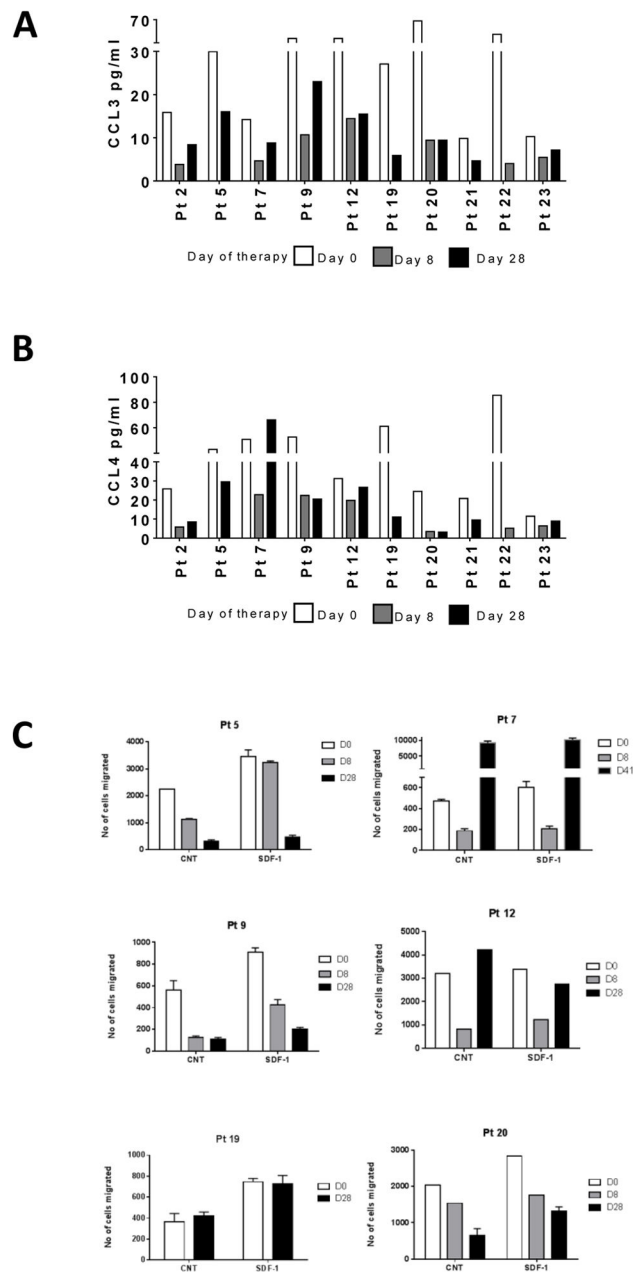 A
CCL3 pg/ml
70
30
20
10
0
Pt 2 Pt 5 Pt 7 Pt 9 Pt 12 Pt 19 Pt 20 Pt 21 Pt 22 Pt 23
Day of therapy Day 0 Day 8 Day 28
B
CCL4 pg/ml
100
80
60
40
30
20
10
0
Pt 2 Pt 5 Pt 7 Pt 9 Pt 12 Pt 19 Pt 20 Pt 21 Pt 22 Pt 23
Day of therapy Day 0 Day 8 Day 28
C
Pt 5
No of cells migrated
4000
3000
2000
1000
0
CNT SDF-1
D0
D8
D28
Pt 7
No of cells migrated
10000
5000
600
400
200
0
CNT SDF-1
D0
D8
D41
Pt 9
No of cells migrated
1000
800
600
400
200
0
CNT SDF-1
D0
D8
D28
Pt 12
No of cells migrated
5000
4000
3000
2000
1000
0
CNT SDF-1
D0
D8
D28
Pt 19
No of cells migrated
1000
800
600
400
200
0
CNT SDF-1
D0
D28
Pt 20
No of cells migrated
3000
2000
1000
0
CNT SDF-1
D0
D8
D28